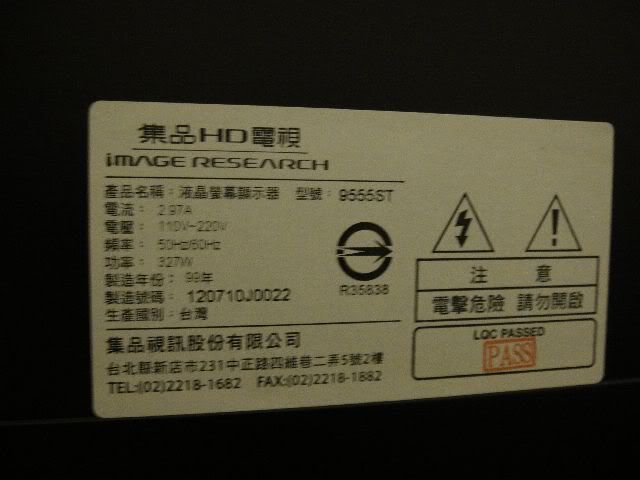 集品HD電視
iMAGE RESEARCH
產品名稱：液晶螢幕顯示器 型號：9555ST
電流：2.97A
電壓：110V~220V
頻率：50Hz/60Hz
功率：327W
製造年份：99年
製造號碼：120710J0022
生產國別：台灣
R35838
集品視訊股份有限公司
台北縣新店市231中正路四維巷二弄5號2樓
TEL:(02)2218-1682 FAX:(02)2218-1882
注意
電擊危險 請勿開啟
LQC PASSED
PASS